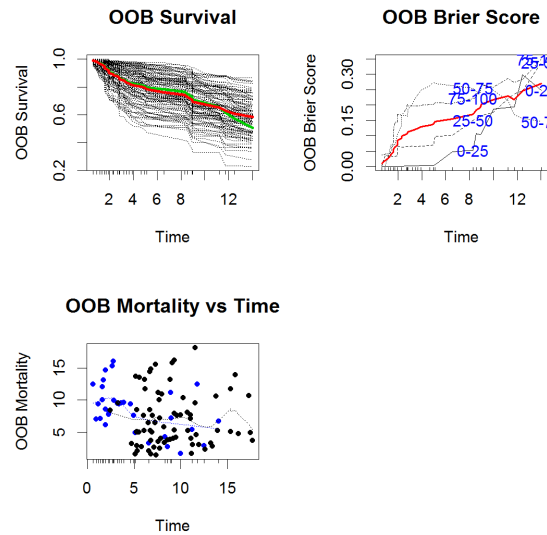 OOB Survival
OOB Survival
0.2 0.6 1.0
2 4 6 8 12
Time
OOB Brier Score
OOB Brier Score
0.00 0.15 0.30
2 4 6 8 12
50-75
75-100
25-50
0-25
Time
OOB Mortality vs Time
OOB Mortality
5 10 15
0 5 10 15
Time